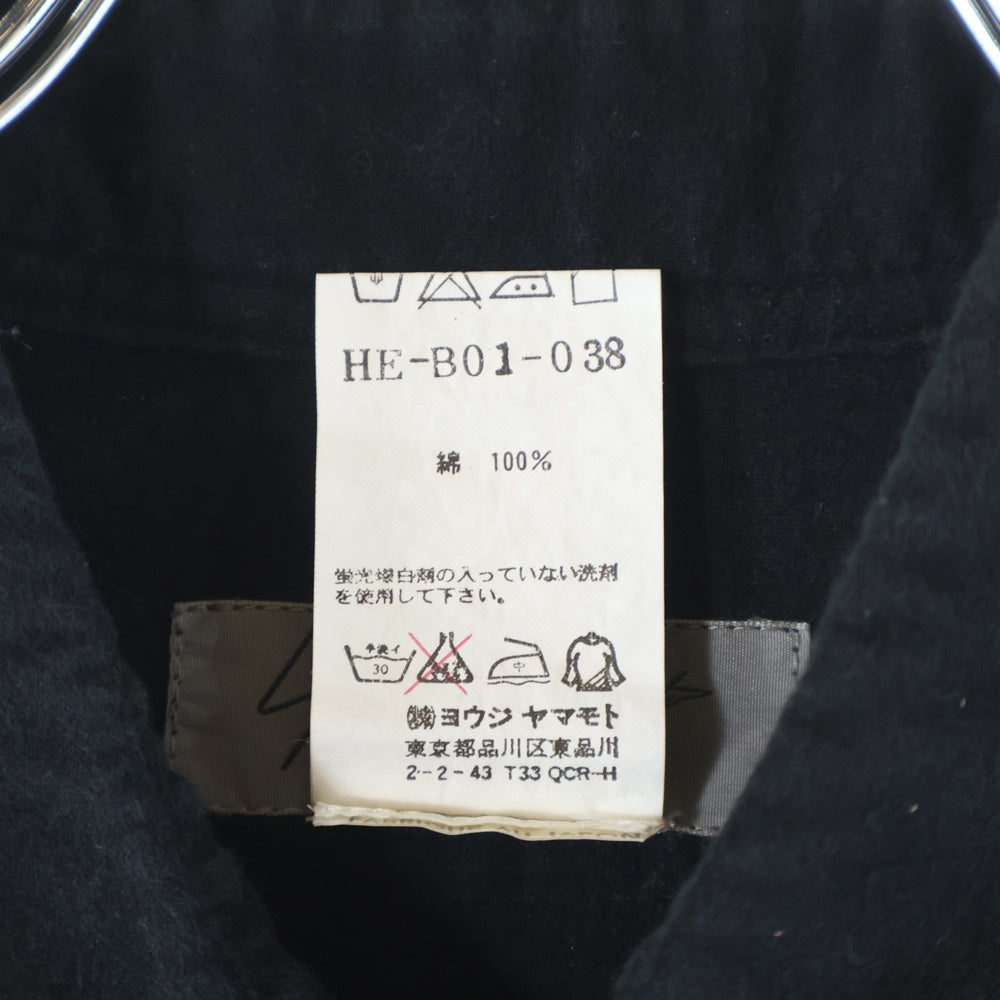 HE-B01-038
綿 100%
蛍光増白剤の入っていない洗剤
を使用して下さい。
手洗イ
30
中
㈱ヨウジ ヤマモト
東京都品川区東品川
2-2-43 T33 QCR-H